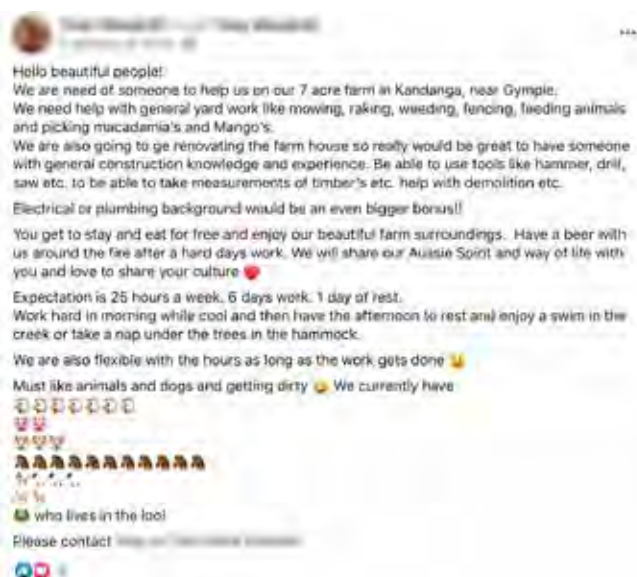 Hello beautiful people!
We are need of someone to help us on our 7 acre farm in Kandanga, near Gympie.
We need help with general yard work like mowing, raking, weeding, fencing, feeding animals
and picking macadamia's and Mango's.
We are also going to ge renovating the farm house so really would be great to have someone
with general construction knowledge and experience. Be able to use tools like hammer, drill,
saw etc. to be able to take measurements of timber's etc. help with demolition etc.
Electrical or plumbing background would be an even bigger bonus!!
You get to stay and eat for free and enjoy our beautiful farm surroundings. Have a beer with
us around the fire after a hard days work. We will share our Aussie Spirit and way of life with
you and love to share your culture
Expectation is 25 hours a week. 6 days work. 1 day of rest.
Work hard in morning while cool and then have the afternoon to rest and enjoy a swim in the
creek or take a nap under the trees in the hammock.
We are also flexible with the hours as long as the work gets done
Must like animals and dogs and getting dirty We currently have
who lives in the loo!
Please contact